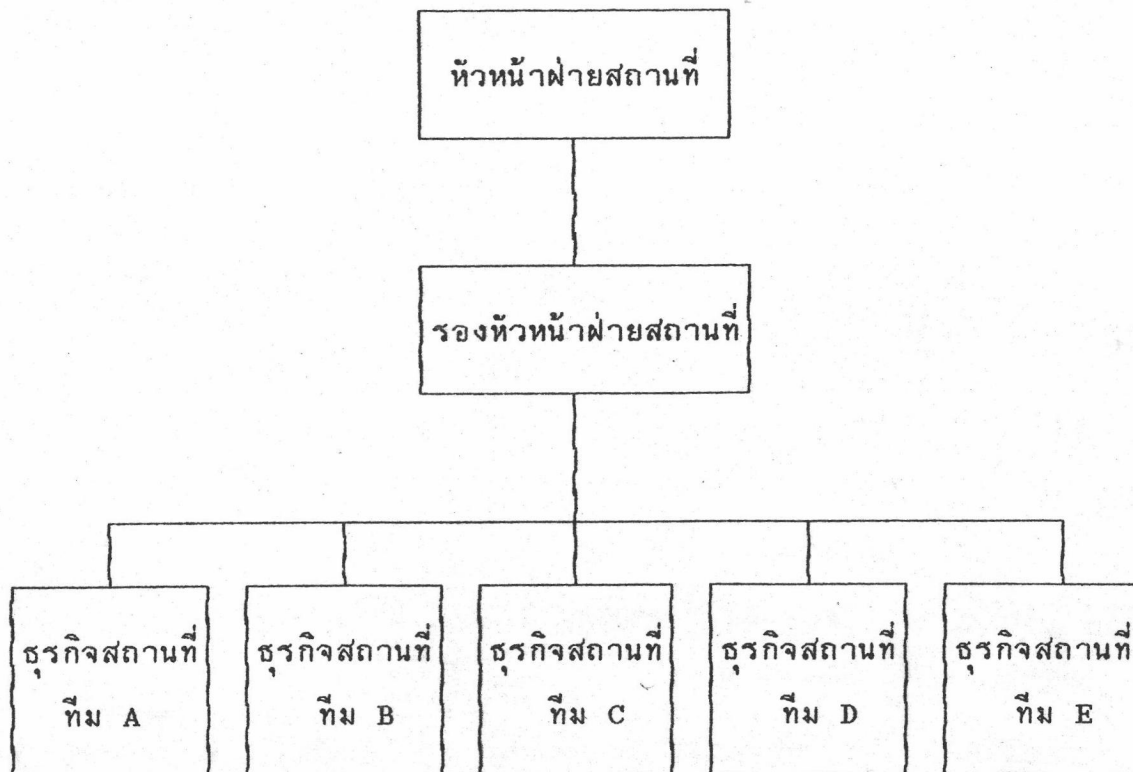 หัวหน้าฝ่ายสถานที่
รองหัวหน้าฝ่ายสถานที่
ธุรกิจสถานที่
ทีม A
ธุรกิจสถานที่
ทีม B
ธุรกิจสถานที่
ทีม C
ธุรกิจสถานที่
ทีม D
ธุรกิจสถานที่
ทีม E